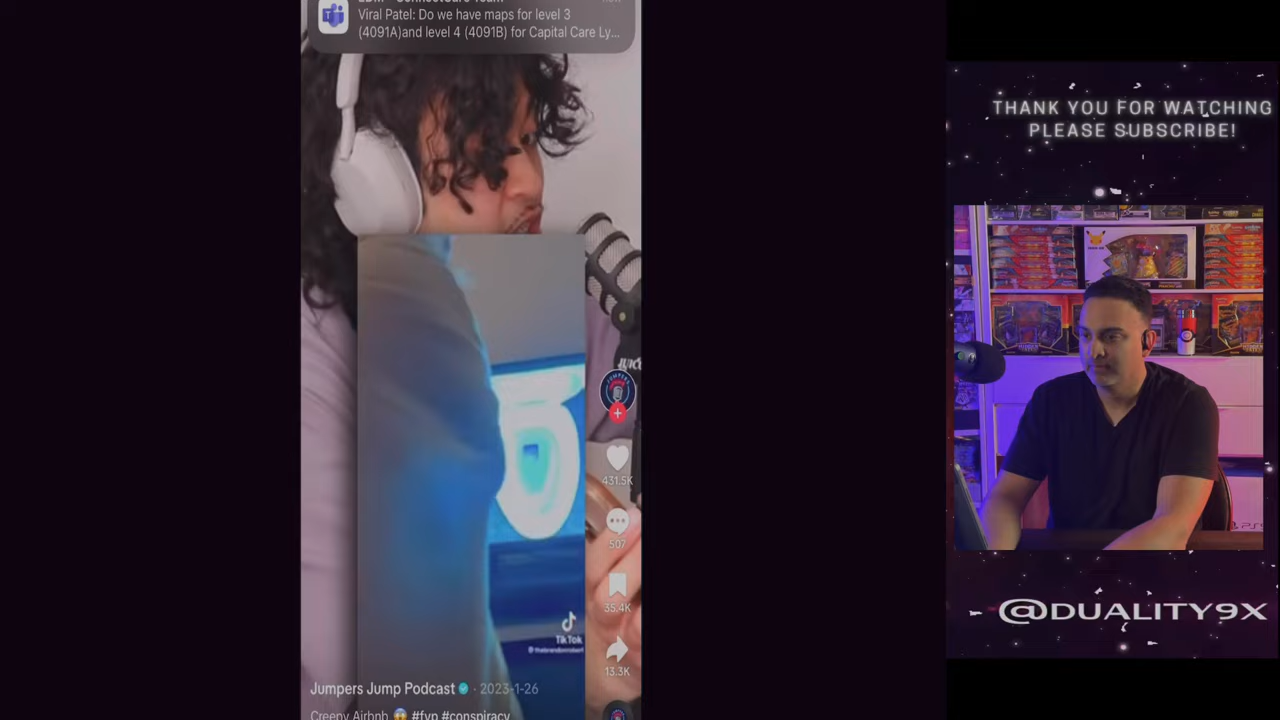 Viral Patel: Do we have maps for level 3
(4091A)and level 4 (4091B) for Capital Care Ly...
THANK YOU FOR WATCHING
PLEASE SUBSCRIBE!
JUMPERS
431.5K
507
35.4K
TikTok
13.3K
@DUALITY9X
Jumpers Jump Podcast · 2023-1-26
Creepy Airbnb 😱 #fyp #conspiracy